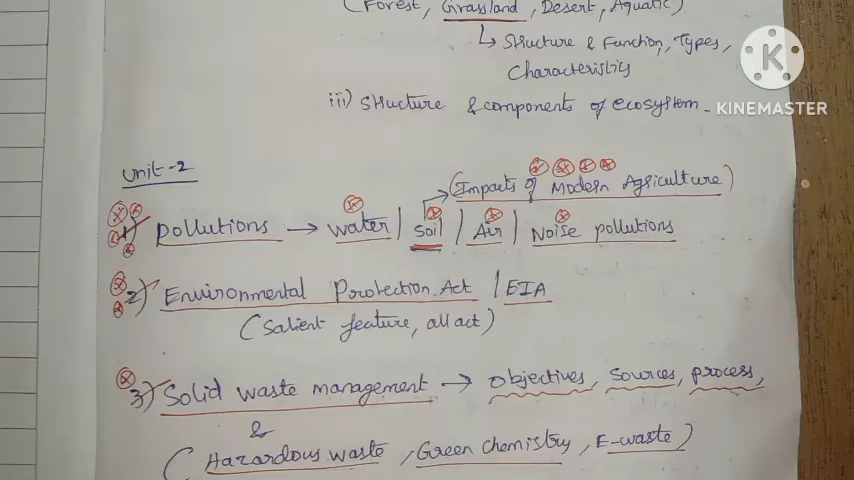 (Forest, Grassland, Desert, Aquatic)
↳ Structure & Function, Types,
Characteristics
iii) Structure & components of ecosystem.
K
KINEMASTER
Unit-2
(Impacts of Modern Agriculture)
1) Pollutions → Water / Soil / Air / Noise pollutions
2) Environmental Protection Act / EIA
(Salient feature, all act)
3) Solid waste management → Objectives, Sources, process,
&
(Hazardous waste, Green chemistry, E-waste)